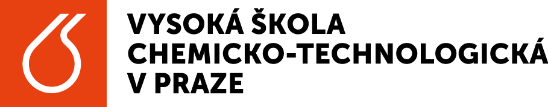 VYSOKÁ ŠKOLA
CHEMICKO-TECHNOLOGICKÁ
V PRAZE